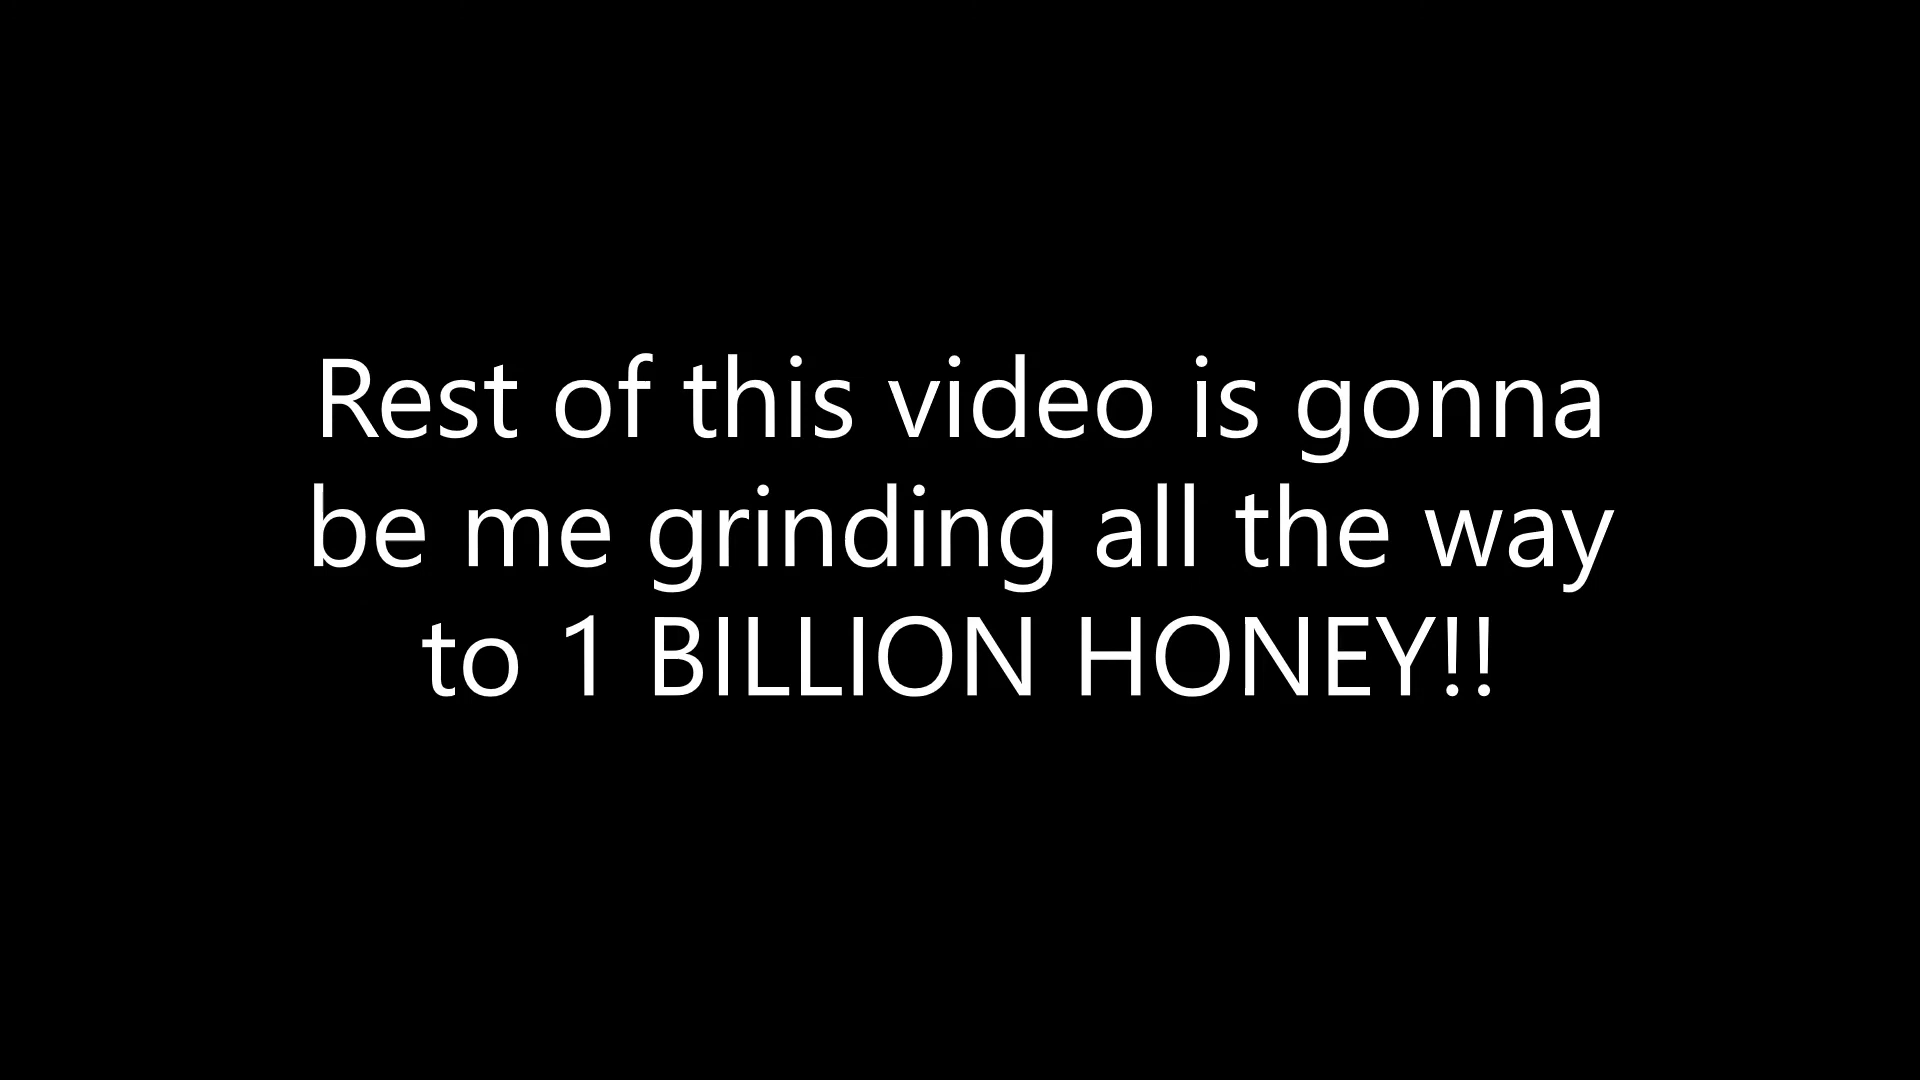 Rest of this video is gonna
be me grinding all the way
to 1 BILLION HONEY!!